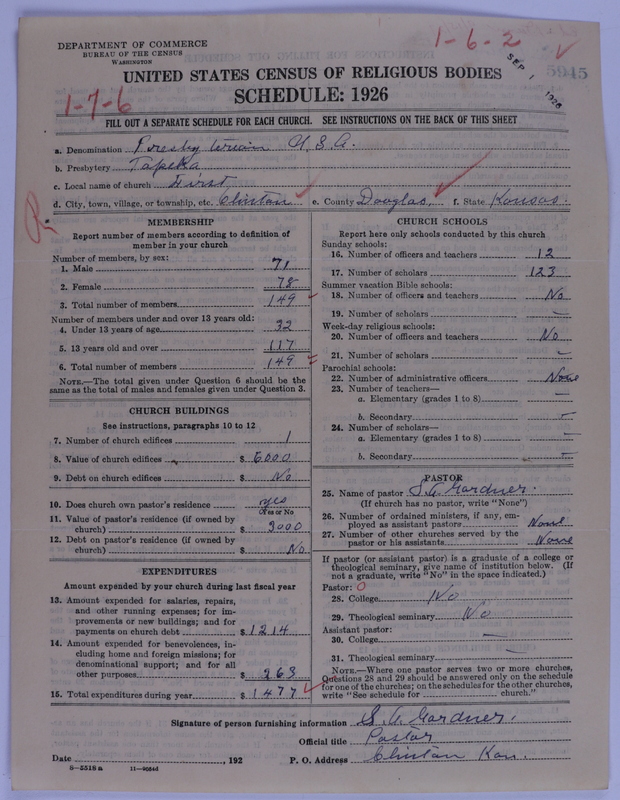 DEPARTMENT OF COMMERCE
BUREAU OF THE CENSUS
WASHINGTON
1-6-2
SEP 1 1926
5945
UNITED STATES CENSUS OF RELIGIOUS BODIES
SCHEDULE: 1926
1-7-6
FILL OUT A SEPARATE SCHEDULE FOR EACH CHURCH. SEE INSTRUCTIONS ON THE BACK OF THIS SHEET
a. Denomination Presbyterian U.S.A.
b. Presbytery Topeka
c. Local name of church First
d. City, town, village, or township, etc. Clinton e. County Douglas f. State Kansas
MEMBERSHIP
Report number of members according to definition of
member in your church
Number of members, by sex:
1. Male 71
2. Female 78
3. Total number of members 149
Number of members under and over 13 years old:
4. Under 13 years of age 32
5. 13 years old and over 117
6. Total number of members 149
NOTE.—The total given under Question 6 should be
same as the total of males and females given under Question 3.
CHURCH BUILDINGS
See instructions, paragraphs 10 to 12
7. Number of church edifices 1
8. Value of church edifices $ 6000
9. Debt on church edifices $ No
10. Does church own pastor's residence yes
Yes or No
11. Value of pastor's residence (if owned by
church) $ 3000
12. Debt on pastor's residence (if owned by
church) $ No
EXPENDITURES
Amount expended by your church during last fiscal year
13. Amount expended for salaries, repairs,
and other running expenses; for im-
provements or new buildings; and for
payments on church debt $ 1214
14. Amount expended for benevolences, in-
cluding home and foreign missions; for
denominational support; and for all
other purposes $ 263
15. Total expenditures during year $ 1477
CHURCH SCHOOLS
Report here only schools conducted by this church
Sunday schools:
16. Number of officers and teachers 12
17. Number of scholars 123
Summer vacation Bible schools:
18. Number of officers and teachers No
19. Number of scholars —
Week-day religious schools:
20. Number of officers and teachers No
21. Number of scholars —
Parochial schools:
22. Number of administrative officers None
23. Number of teachers—
a. Elementary (grades 1 to 8) —
b. Secondary —
24. Number of scholars—
a. Elementary (grades 1 to 8) —
b. Secondary —
PASTOR
25. Name of pastor S. A. Gardner.
(If church has no pastor, write "None")
26. Number of ordained ministers, if any, em-
ployed as assistant pastors None
27. Number of other churches served by the
pastor or his assistants None
If pastor (or assistant pastor) is a graduate of a college or
theological seminary, give name of institution below. (If
not a graduate, write "No" in the space indicated.)
Pastor: O
28. College No
29. Theological seminary No
Assistant pastor:
30. College —
31. Theological seminary —
NOTE.—Where one pastor serves two or more churches,
Questions 28 and 29 should be answered only on the schedule
for one of the churches; on the schedules for the other churches,
write "See schedule for church."
Signature of person furnishing information S. A. Gardner.
Official title Pastor
Date , 192 P. O. Address Clinton Kan.
8-5518a 11-9054d